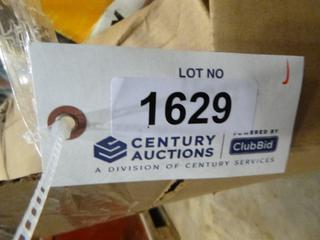 LOT NO
1629
CENTURY AUCTIONS
POWERED BY
ClubBid
A DIVISION OF CENTURY SERVICES